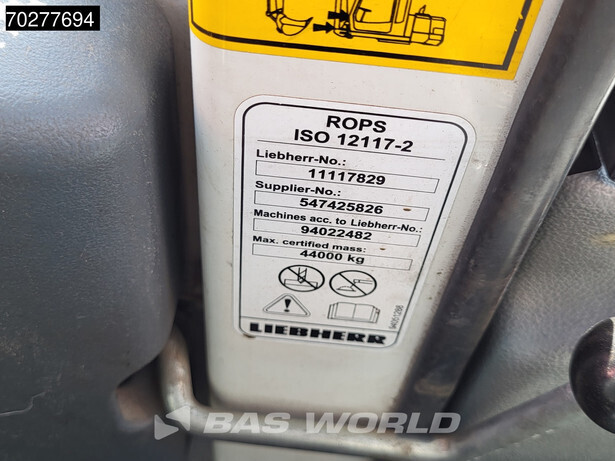 70277694
ROPS
ISO 12117-2
Liebherr-No.:
11117829
Supplier-No.:
547425826
Machines acc. to Liebherr-No.:
94022482
Max. certified mass:
44000 kg
LIEBHERR
BAS WORLD